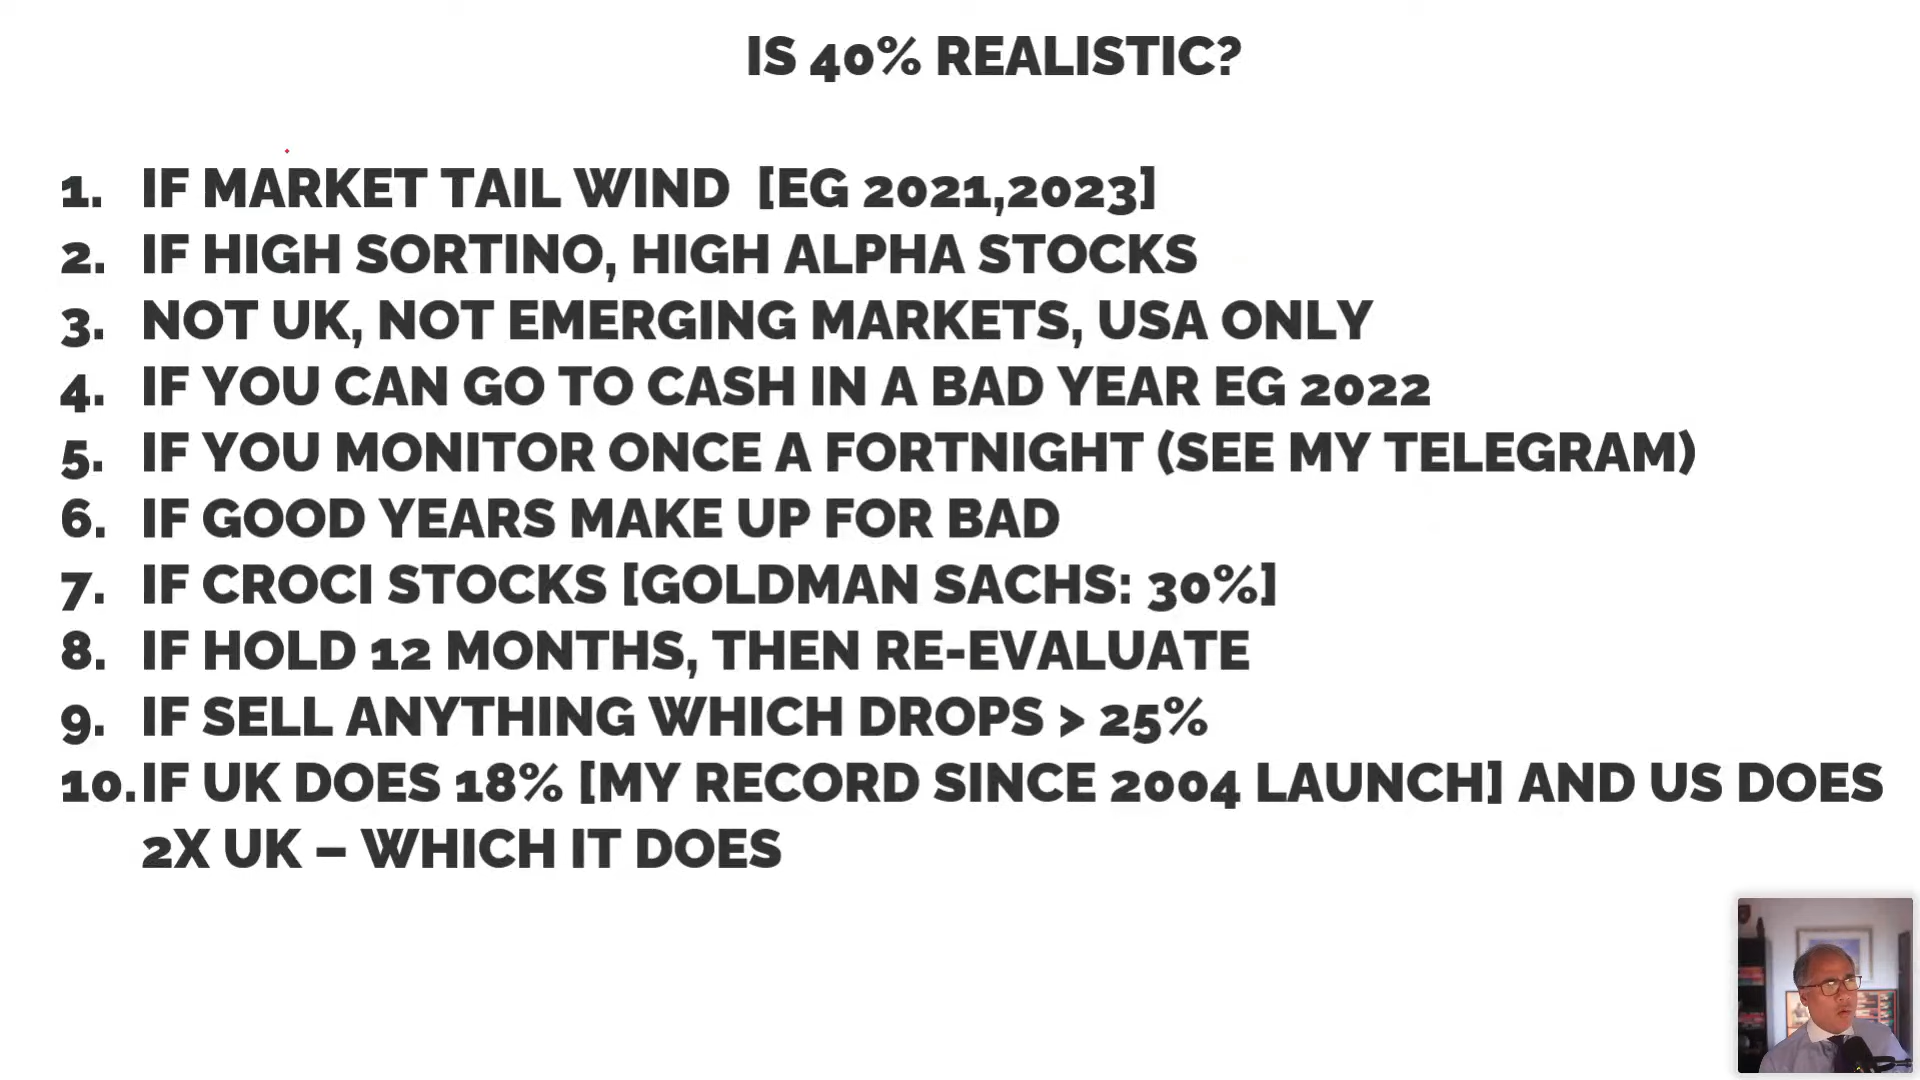 IS 40% REALISTIC?
1. IF MARKET TAIL WIND [EG 2021,2023]
2. IF HIGH SORTINO, HIGH ALPHA STOCKS
3. NOT UK, NOT EMERGING MARKETS, USA ONLY
4. IF YOU CAN GO TO CASH IN A BAD YEAR EG 2022
5. IF YOU MONITOR ONCE A FORTNIGHT (SEE MY TELEGRAM)
6. IF GOOD YEARS MAKE UP FOR BAD
7. IF CROCI STOCKS [GOLDMAN SACHS: 30%]
8. IF HOLD 12 MONTHS, THEN RE-EVALUATE
9. IF SELL ANYTHING WHICH DROPS > 25%
10. IF UK DOES 18% [MY RECORD SINCE 2004 LAUNCH] AND US DOES
2X UK – WHICH IT DOES